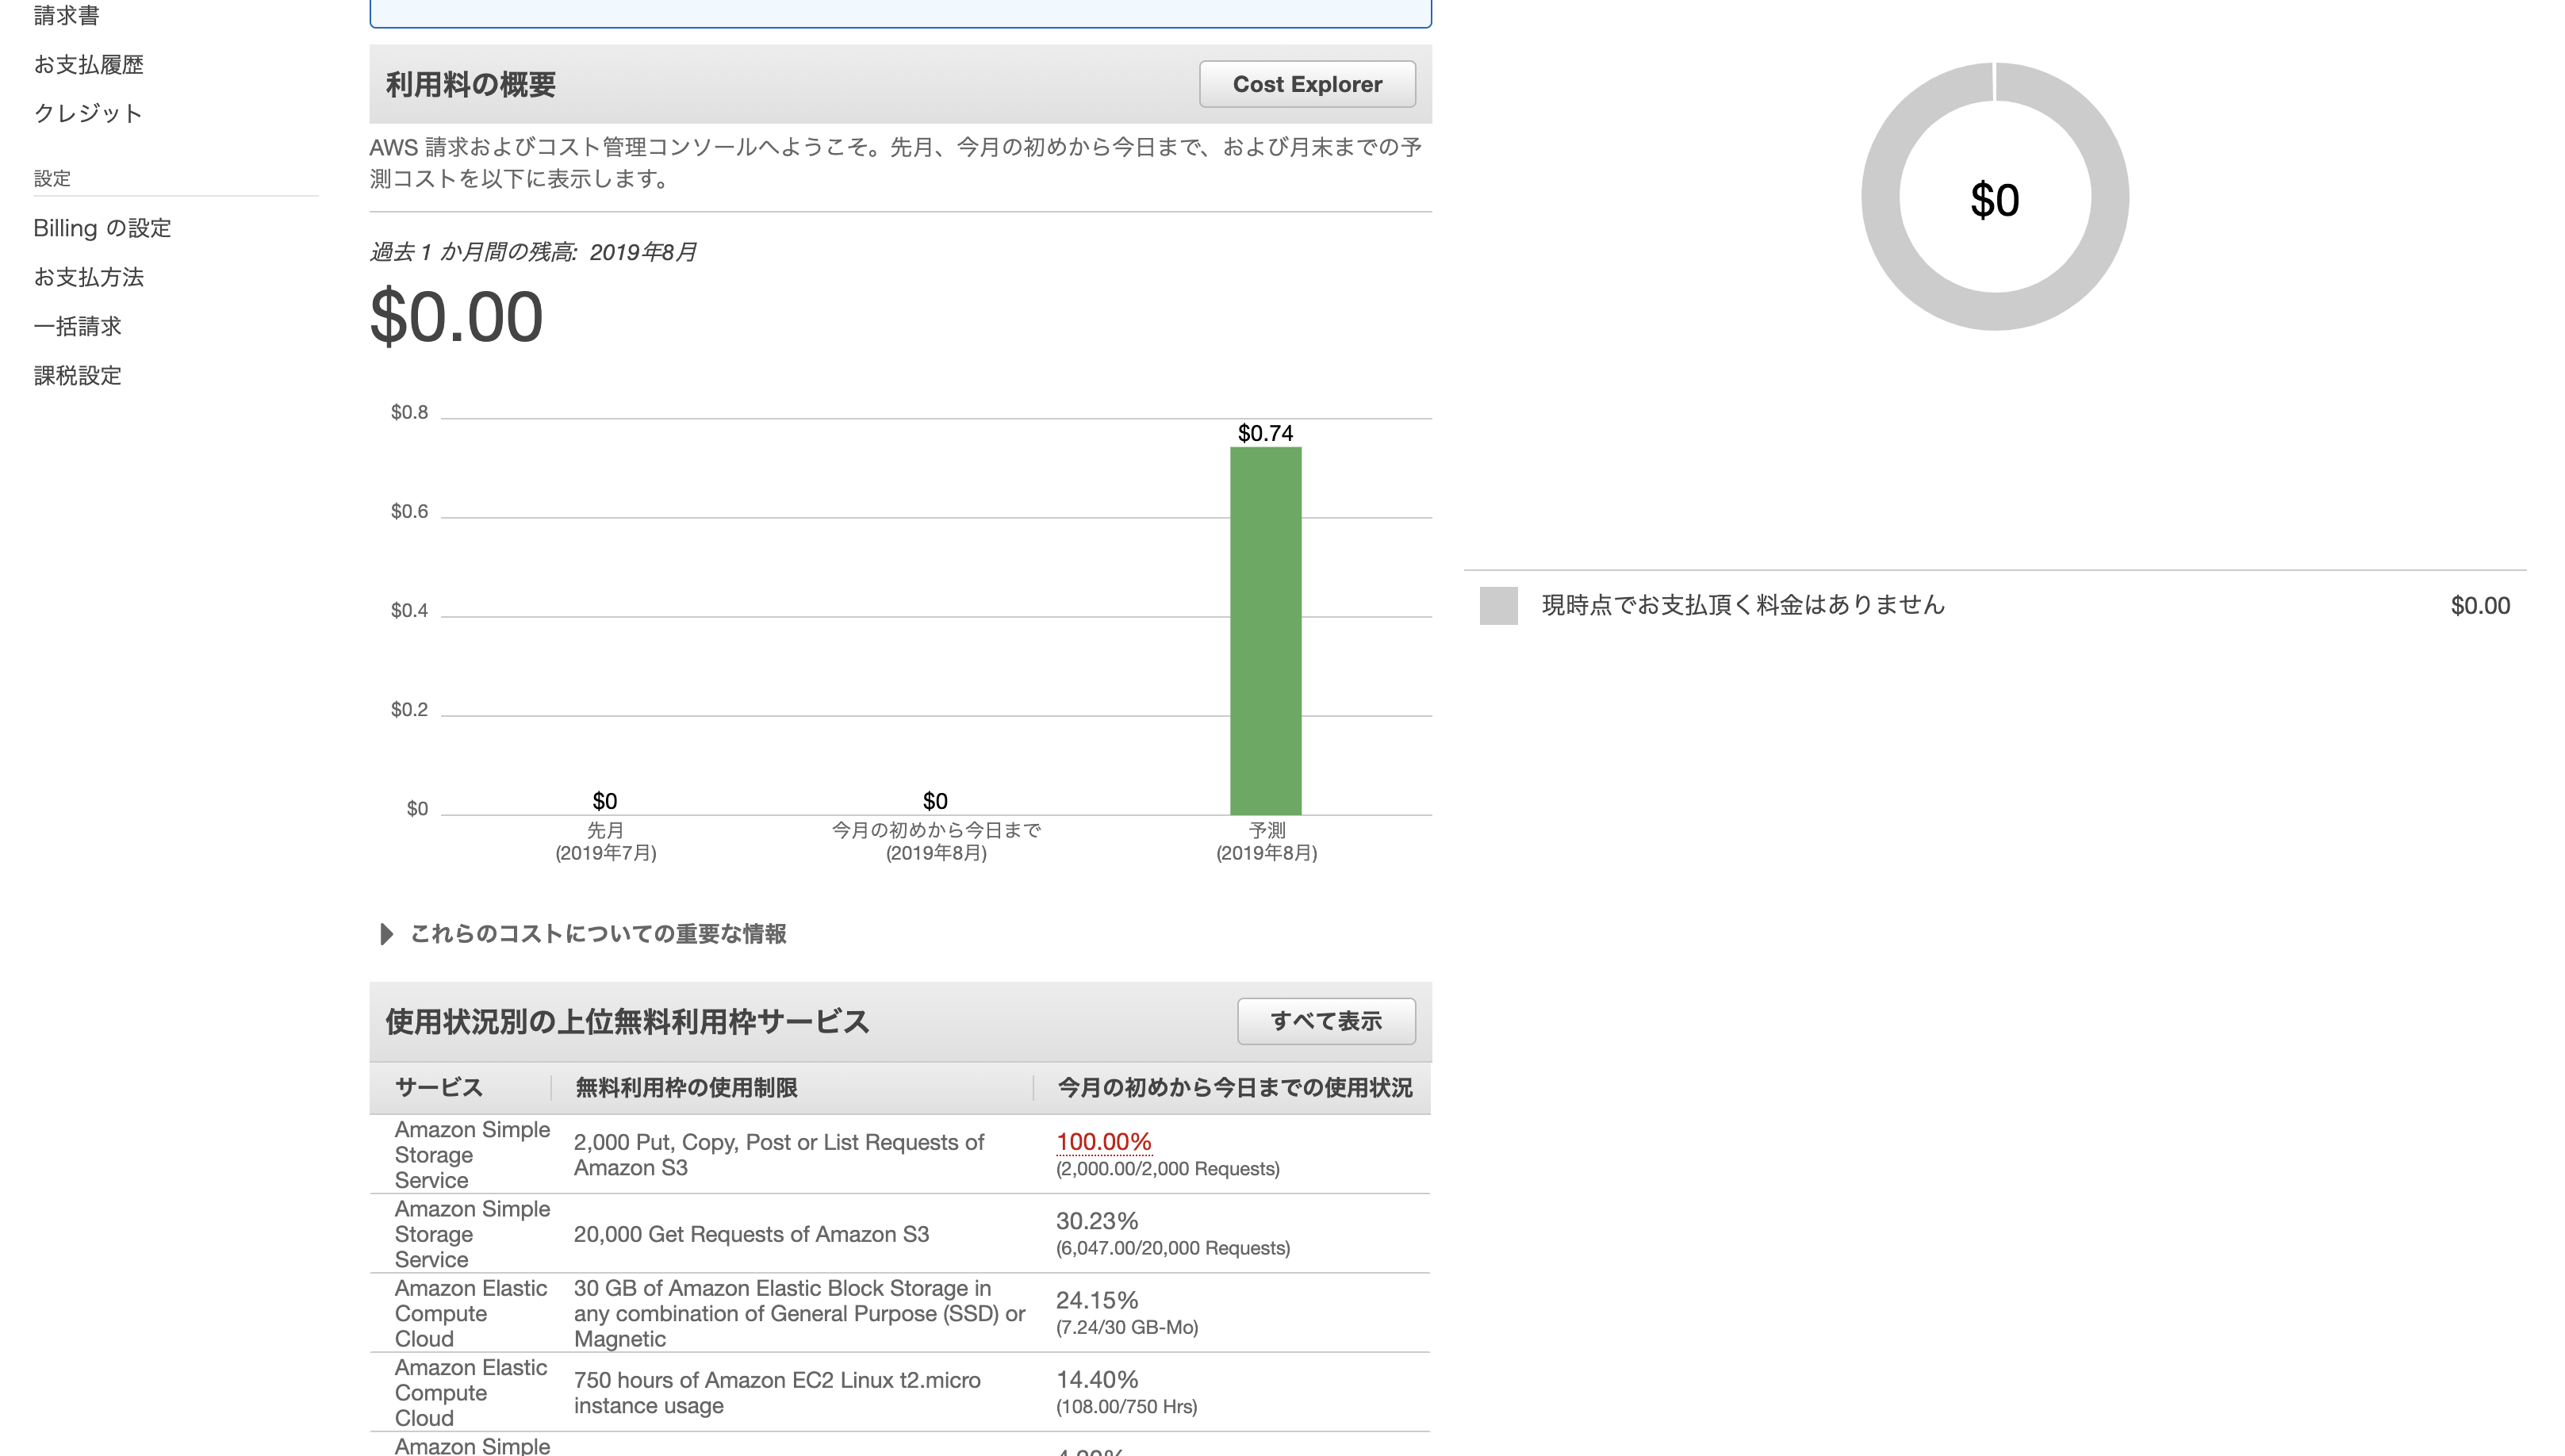 請求書
お支払履歴
クレジット
設定
Billing の設定
お支払方法
一括請求
課税設定
利用料の概要
Cost Explorer
AWS 請求およびコスト管理コンソールへようこそ。先月、今月の初めから今日まで、および月末までの予
測コストを以下に表示します。
過去 1 か月間の残高: 2019年8月
$0.00
$0.8
$0.6
$0.4
$0.2
$0
$0
$0
$0.74
先月
(2019年7月)
今月の初めから今日まで
(2019年8月)
予測
(2019年8月)
これらのコストについての重要な情報
使用状況別の上位無料利用枠サービス
すべて表示
サービス
無料利用枠の使用制限
今月の初めから今日までの使用状況
Amazon Simple
Storage
Service
2,000 Put, Copy, Post or List Requests of
Amazon S3
100.00%
(2,000.00/2,000 Requests)
Amazon Simple
Storage
Service
20,000 Get Requests of Amazon S3
30.23%
(6,047.00/20,000 Requests)
Amazon Elastic
Compute
Cloud
30 GB of Amazon Elastic Block Storage in
any combination of General Purpose (SSD) or
Magnetic
24.15%
(7.24/30 GB-Mo)
Amazon Elastic
Compute
Cloud
750 hours of Amazon EC2 Linux t2.micro
instance usage
14.40%
(108.00/750 Hrs)
Amazon Simple
$0
現時点でお支払頂く料金はありません
$0.00